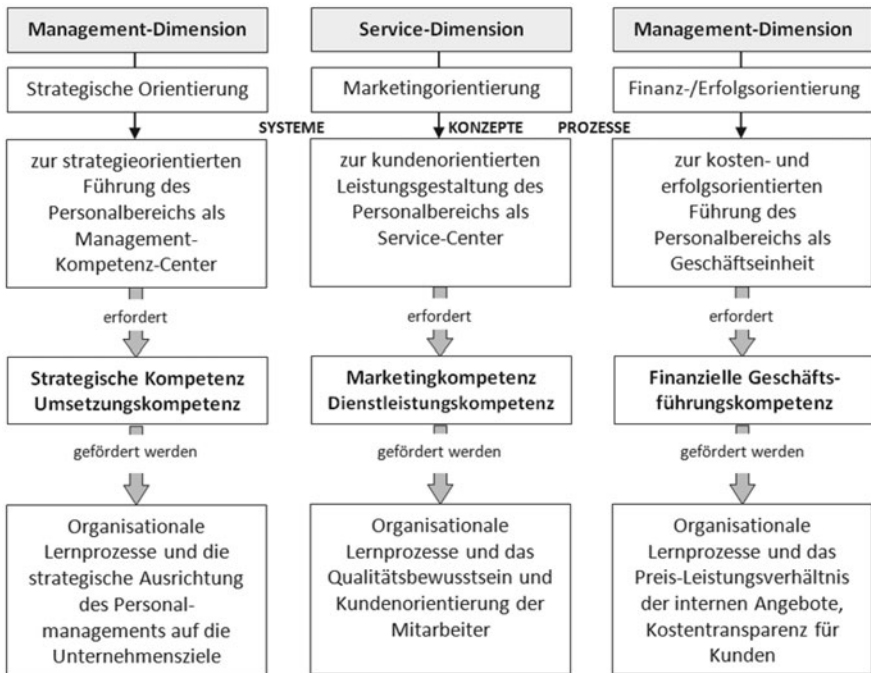 Management-Dimension
Strategische Orientierung
zur strategieorientierten
Führung des
Personalbereichs als
Management-
Kompetenz-Center
erfordert
Strategische Kompetenz
Umsetzungskompetenz
gefördert werden
Organisationale
Lernprozesse und die
strategische Ausrichtung
des Personal-
managements auf die
Unternehmensziele
Service-Dimension
Marketingorientierung
SYSTEME KONZEPTE PROZESSE
zur kundenorientierten
Leistungsgestaltung des
Personalbereichs als
Service-Center
erfordert
Marketingkompetenz
Dienstleistungskompetenz
gefördert werden
Organisationale
Lernprozesse und das
Qualitätsbewusstsein und
Kundenorientierung der
Mitarbeiter
Management-Dimension
Finanz-/Erfolgsorientierung
zur kosten- und
erfolgsorientierten
Führung des
Personalbereichs als
Geschäftseinheit
erfordert
Finanzielle Geschäfts-
führungskompetenz
gefördert werden
Organisationale
Lernprozesse und das
Preis-Leistungsverhältnis
der internen Angebote,
Kostentransparenz für
Kunden